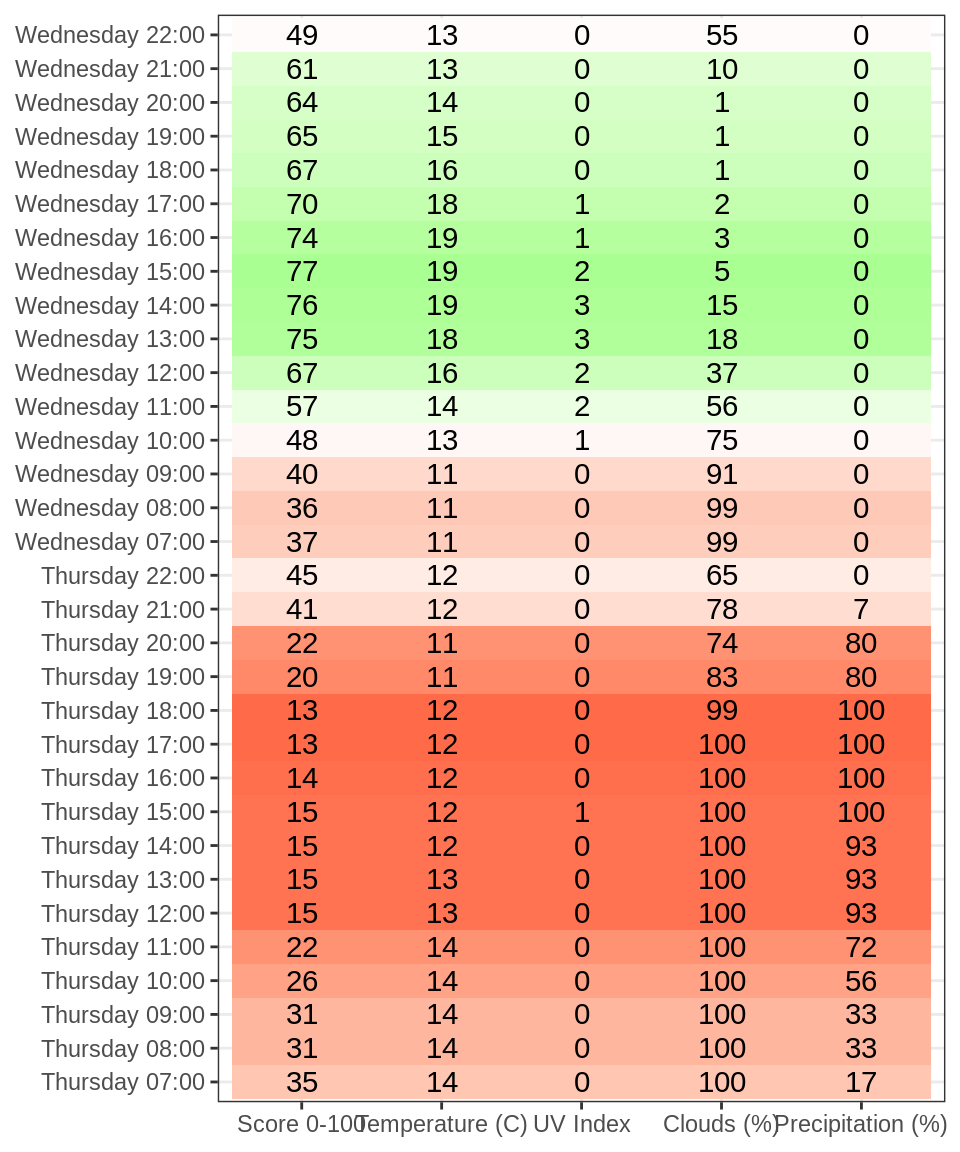 Wednesday 22:00 49 13 0 55 0
Wednesday 21:00 61 13 0 10 0
Wednesday 20:00 64 14 0 1 0
Wednesday 19:00 65 15 0 1 0
Wednesday 18:00 67 16 0 1 0
Wednesday 17:00 70 18 1 2 0
Wednesday 16:00 74 19 1 3 0
Wednesday 15:00 77 19 2 5 0
Wednesday 14:00 76 19 3 15 0
Wednesday 13:00 75 18 3 18 0
Wednesday 12:00 67 16 2 37 0
Wednesday 11:00 57 14 2 56 0
Wednesday 10:00 48 13 1 75 0
Wednesday 09:00 40 11 0 91 0
Wednesday 08:00 36 11 0 99 0
Wednesday 07:00 37 11 0 99 0
Thursday 22:00 45 12 0 65 0
Thursday 21:00 41 12 0 78 7
Thursday 20:00 22 11 0 74 80
Thursday 19:00 20 11 0 83 80
Thursday 18:00 13 12 0 99 100
Thursday 17:00 13 12 0 100 100
Thursday 16:00 14 12 0 100 100
Thursday 15:00 15 12 1 100 100
Thursday 14:00 15 12 0 100 93
Thursday 13:00 15 13 0 100 93
Thursday 12:00 15 13 0 100 93
Thursday 11:00 22 14 0 100 72
Thursday 10:00 26 14 0 100 56
Thursday 09:00 31 14 0 100 33
Thursday 08:00 31 14 0 100 33
Thursday 07:00 35 14 0 100 17
Score 0-100 Temperature (C) UV Index Clouds (%) Precipitation (%)